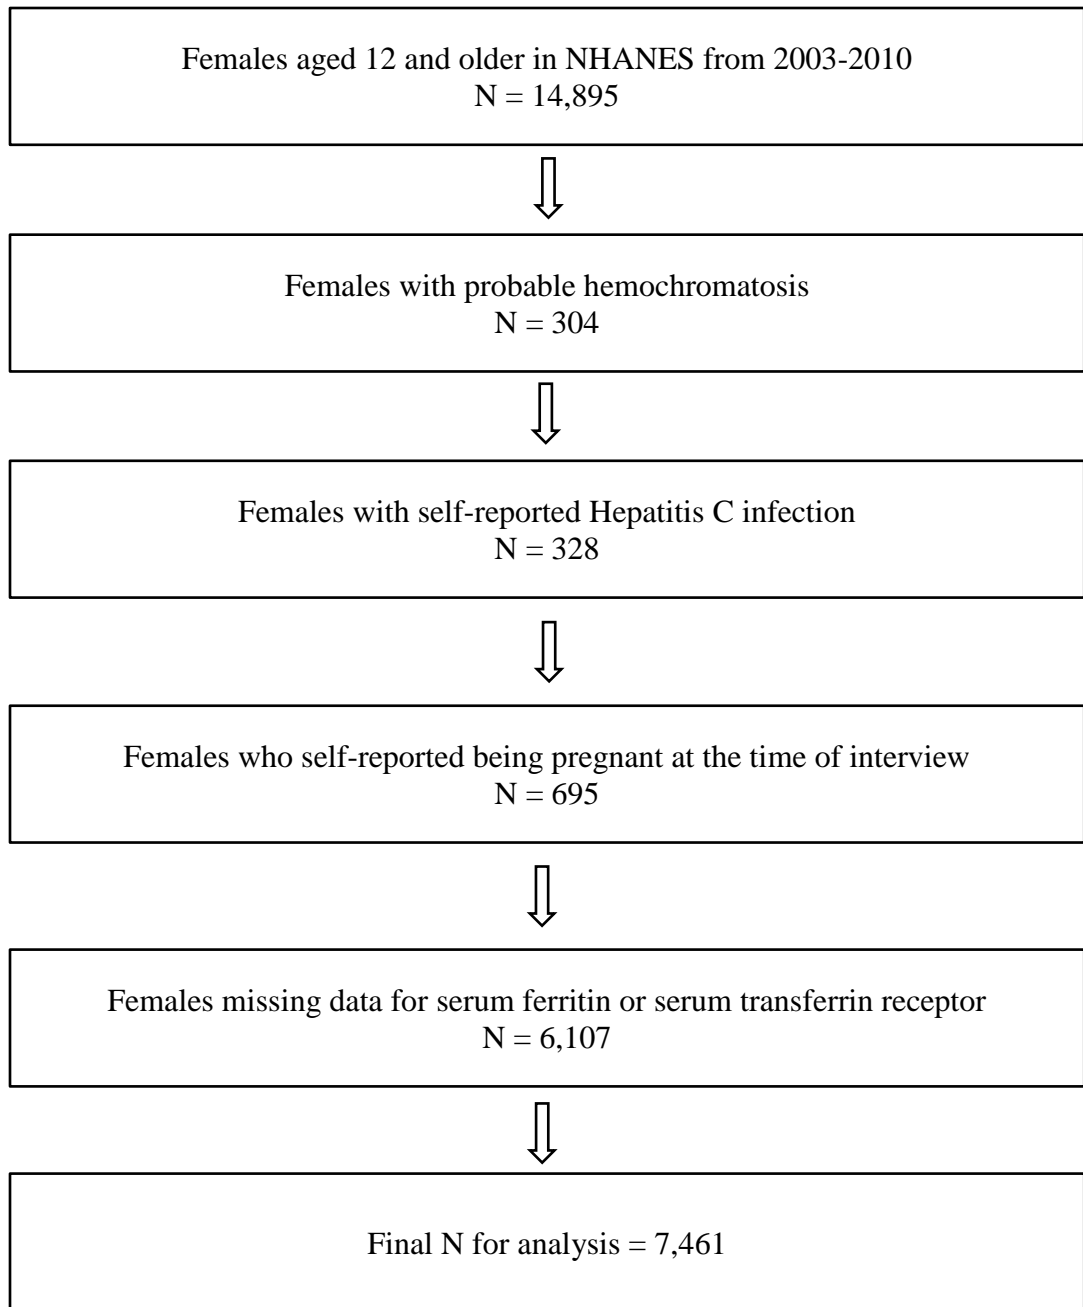 Females aged 12 and older in NHANES from 2003-2010
N = 14,895
Females with probable hemochromatosis
N = 304
Females with self-reported Hepatitis C infection
N = 328
Females who self-reported being pregnant at the time of interview
N = 695
Females missing data for serum ferritin or serum transferrin receptor
N = 6,107
Final N for analysis = 7,461